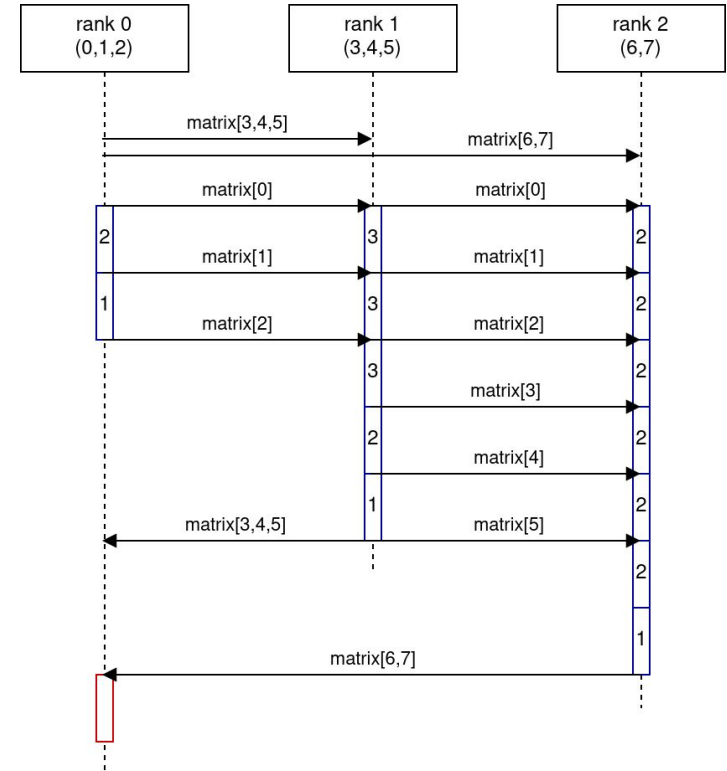 rank 0
(0,1,2)
rank 1
(3,4,5)
rank 2
(6,7)
matrix[3,4,5]
matrix[6,7]
matrix[0]
matrix[0]
2
3
2
matrix[1]
matrix[1]
1
3
2
matrix[2]
matrix[2]
3
2
matrix[3]
2
2
matrix[4]
1
2
matrix[3,4,5]
matrix[5]
2
1
matrix[6,7]